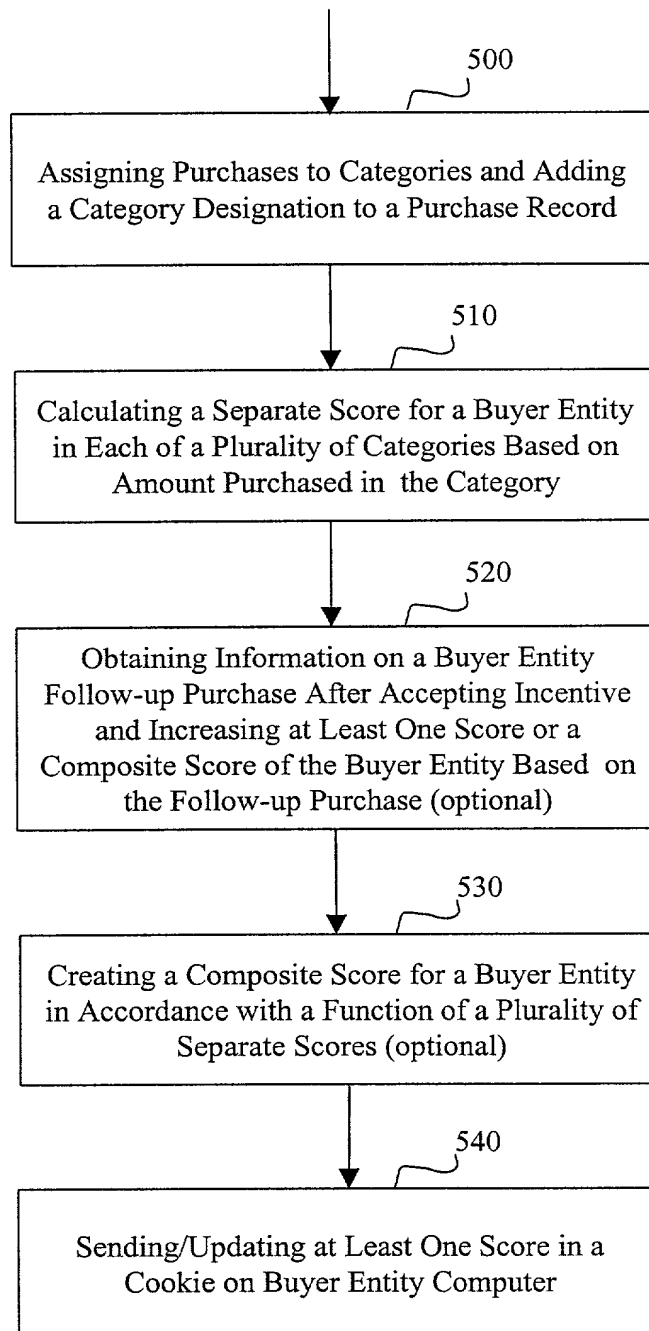 500
Assigning Purchases to Categories and Adding
a Category Designation to a Purchase Record
510
Calculating a Separate Score for a Buyer Entity
in Each of a Plurality of Categories Based on
Amount Purchased in the Category
520
Obtaining Information on a Buyer Entity
Follow-up Purchase After Accepting Incentive
and Increasing at Least One Score or a
Composite Score of the Buyer Entity Based on
the Follow-up Purchase (optional)
530
Creating a Composite Score for a Buyer Entity
in Accordance with a Function of a Plurality of
Separate Scores (optional)
540
Sending/Updating at Least One Score in a
Cookie on Buyer Entity Computer